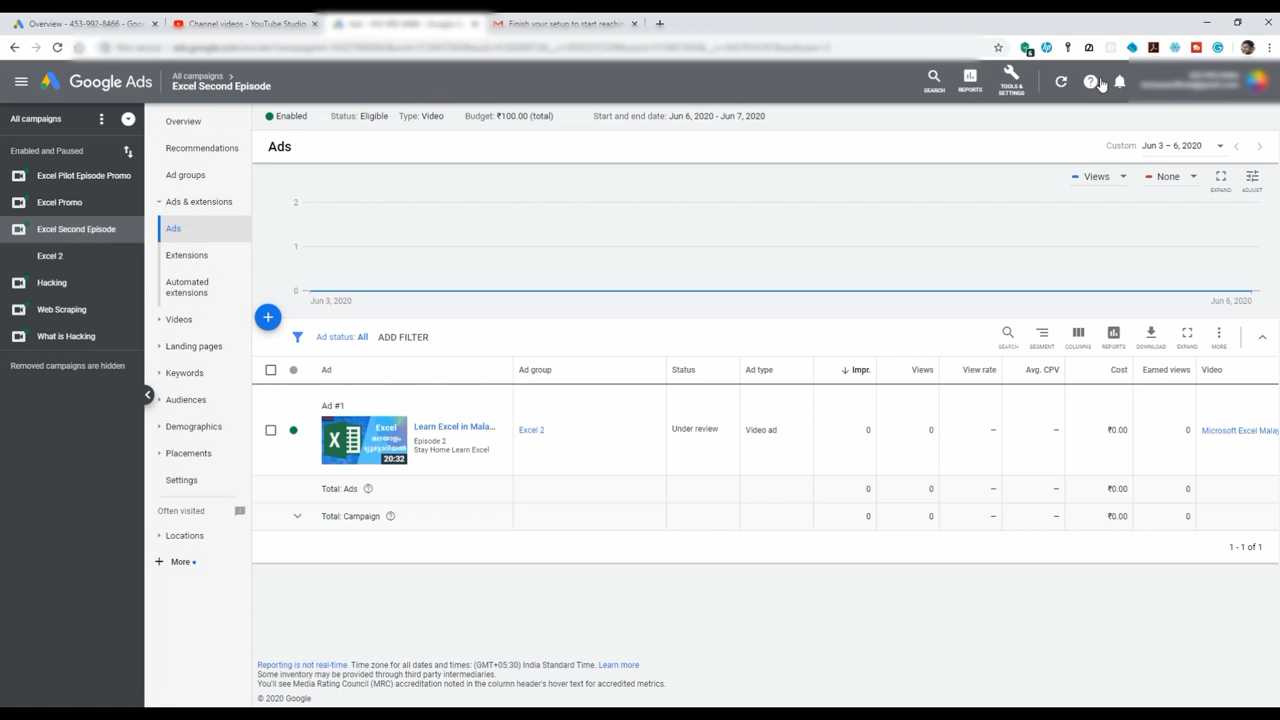 Overview - 453-992-8466 - Goog
Channel videos - YouTube Studio
Finish your setup to start reachin
Google Ads
All campaigns
Excel Second Episode
SEARCH
REPORTS
TOOLS &
SETTINGS
All campaigns
Enabled and Paused
Excel Pilot Episode Promo
Excel Promo
Excel Second Episode
Excel 2
Hacking
Web Scraping
What is Hacking
Removed campaigns are hidden
Overview
Recommendations
Ad groups
Ads & extensions
Ads
Extensions
Automated
extensions
Videos
Landing pages
Keywords
Audiences
Demographics
Placements
Settings
Often visited
Locations
+ More
Enabled Status: Eligible Type: Video Budget: ₹100.00 (total) Start and end date: Jun 6, 2020 - Jun 7, 2020
Ads
Custom Jun 3 – 6, 2020
Views
None
EXPAND
ADJUST
2
1
0
Jun 3, 2020
Jun 6, 2020
Ad status: All ADD FILTER
SEARCH SEGMENT COLUMNS REPORTS DOWNLOAD EXPAND MORE
Ad Ad group Status Ad type Impr. Views View rate Avg. CPV Cost Earned views Video
Ad #1
Excel
മലയാളം
20:32
Learn Excel in Mala...
Episode 2
Stay Home Learn Excel
Excel 2 Under review Video ad 0 0 – – ₹0.00 0 Microsoft Excel Malay
Total: Ads 0 0 – – ₹0.00 0
Total: Campaign 0 0 – – ₹0.00 0
1 - 1 of 1
Reporting is not real-time. Time zone for all dates and times: (GMT+05:30) India Standard Time. Learn more
Some inventory may be provided through third party intermediaries.
You'll see Media Rating Council (MRC) accreditation noted in the column header's hover text for accredited metrics.
© 2020 Google